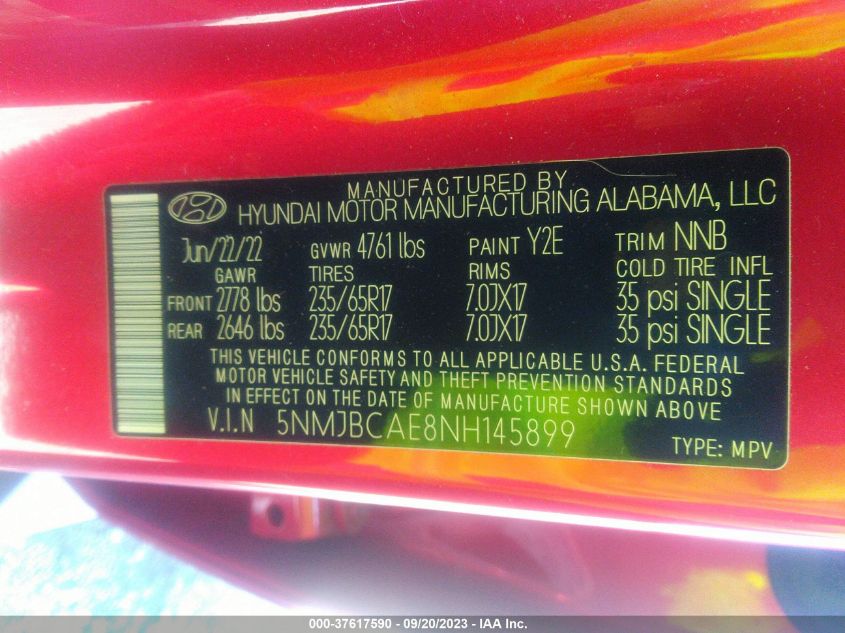 MANUFACTURED BY
HYUNDAI MOTOR MANUFACTURING ALABAMA, LLC
Jun/22/22 GVWR 4761 lbs PAINT Y2E TRIM NNB
GAWR TIRES RIMS COLD TIRE INFL
FRONT 2778 lbs 235/65R17 7.0JX17 35 psi SINGLE
REAR 2646 lbs 235/65R17 7.0JX17 35 psi SINGLE
THIS VEHICLE CONFORMS TO ALL APPLICABLE U.S.A. FEDERAL
MOTOR VEHICLE SAFETY AND THEFT PREVENTION STANDARDS
IN EFFECT ON THE DATE OF MANUFACTURE SHOWN ABOVE
V.I.N 5NMJBCAE8NH145899
TYPE: MPV
000-37617590 - 09/20/2023 - IAA Inc.